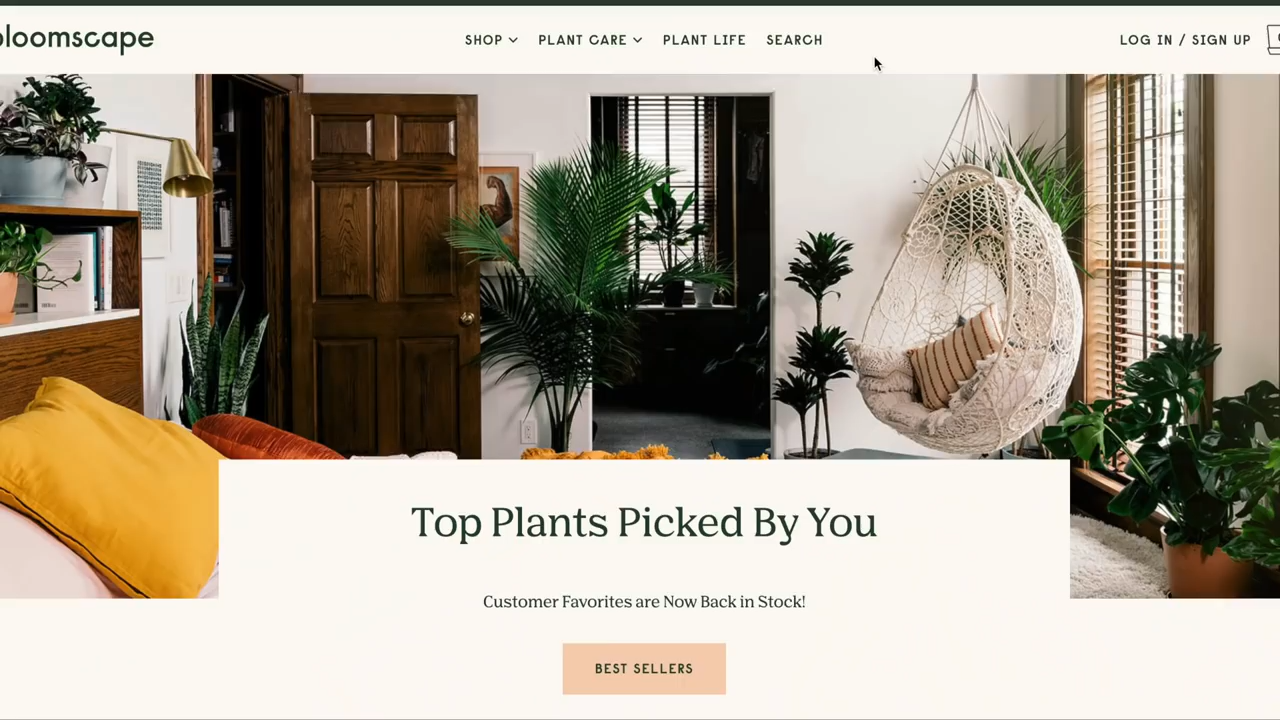 bloomscape
SHOP
PLANT CARE
PLANT LIFE
SEARCH
LOG IN / SIGN UP
Top Plants Picked By You
Customer Favorites are Now Back in Stock!
BEST SELLERS